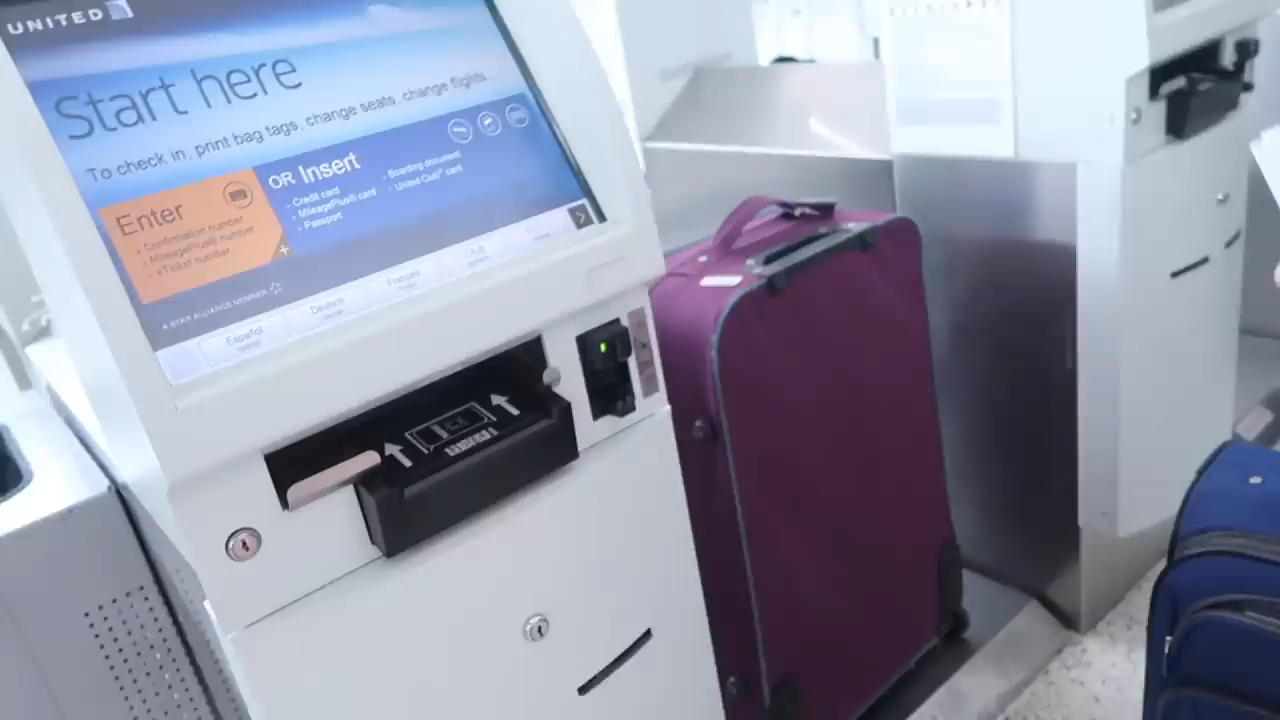 UNITED
Start here
To check in, print bag tags, change seats, change flights...
Enter
• Confirmation number
• MileagePlus® number
• eTicket number
OR Insert
• Credit card
• MileagePlus® card
• Passport
• Boarding document
• United Club℠ card
A STAR ALLIANCE MEMBER
Español
Deutsch
Français